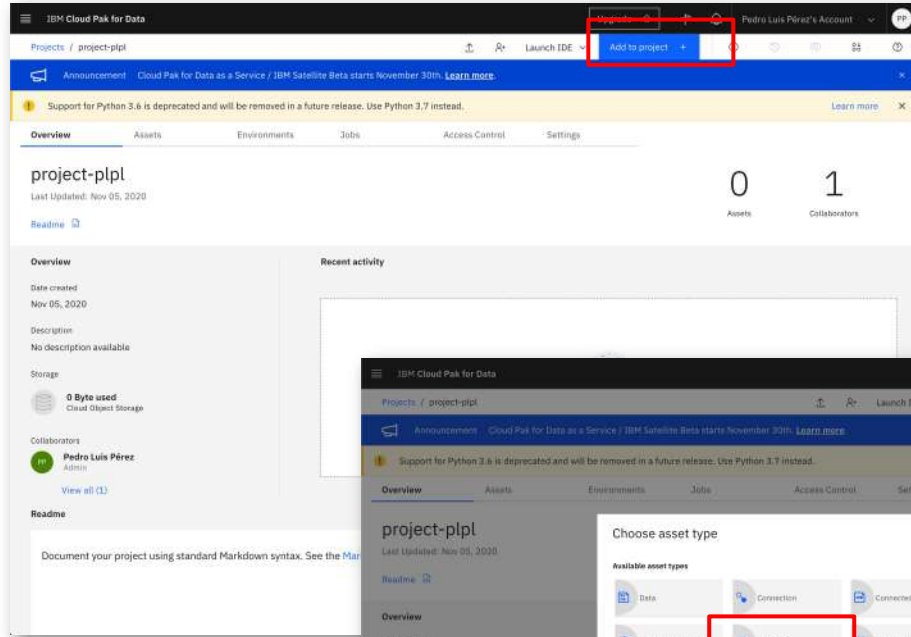 IBM Cloud Pak for Data
Upgrade
Pedro Luis Pérez's Account
PP
Projects / project-plpl
Launch IDE
Add to project +
Announcement Cloud Pak for Data as a Service / IBM Satellite Beta starts November 30th. Learn more.
Support for Python 3.6 is deprecated and will be removed in a future release. Use Python 3.7 instead.
Learn more
Overview Assets Environments Jobs Access Control Settings
project-plpl
Last Updated: Nov 05, 2020
Readme
0
Assets
1
Collaborators
Overview
Date created
Nov 05, 2020
Description
No description available
Storage
0 Byte used
Cloud Object Storage
Collaborators
PP
Pedro Luis Pérez
Admin
View all (1)
Readme
Document your project using standard Markdown syntax. See the Mar
Recent activity
IBM Cloud Pak for Data
Projects / project-plpl
Launch I
Announcement Cloud Pak for Data as a Service / IBM Satellite Beta starts November 30th. Learn more.
Support for Python 3.6 is deprecated and will be removed in a future release. Use Python 3.7 instead.
Overview Assets Environments Jobs Access Control Set
project-plpl
Last Updated: Nov 05, 2020
Readme
Overview
Choose asset type
Available asset types
Data
Connection
Connected